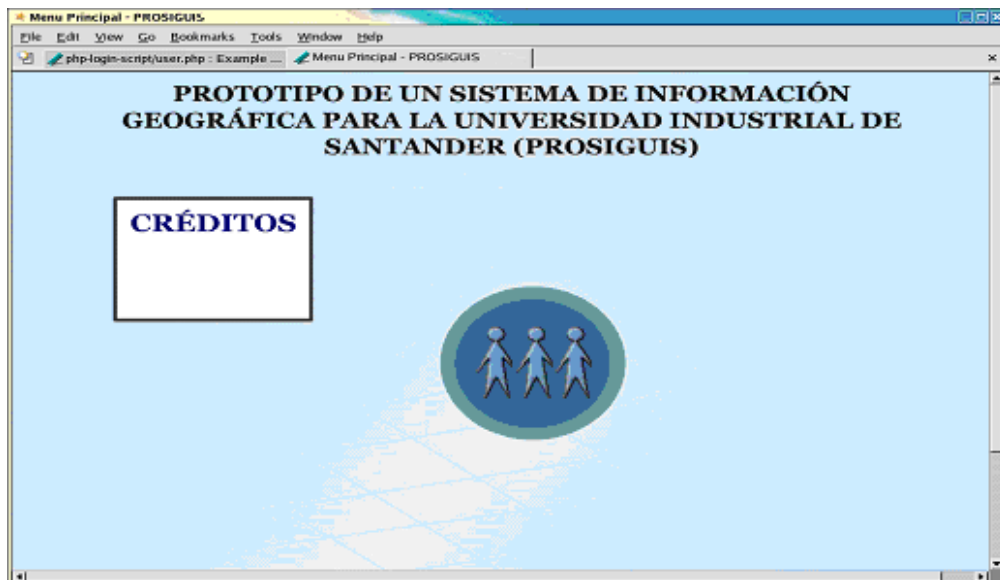 Menu Principal - PROSIGUIS
File Edit View Go Bookmarks Tools Window Help
php-login-script/user.php : Example ... Menu Principal - PROSIGUIS
PROTOTIPO DE UN SISTEMA DE INFORMACIÓN
GEOGRÁFICA PARA LA UNIVERSIDAD INDUSTRIAL DE
SANTANDER (PROSIGUIS)
CRÉDITOS